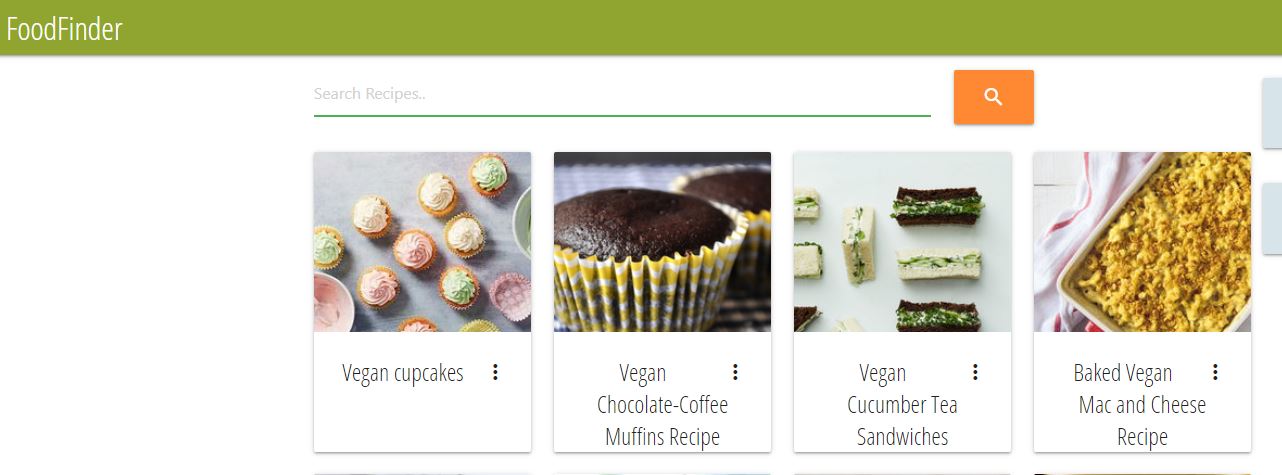 FoodFinder
Search Recipes..
Vegan cupcakes
Vegan
Chocolate-Coffee
Muffins Recipe
Vegan
Cucumber Tea
Sandwiches
Baked Vegan
Mac and Cheese
Recipe